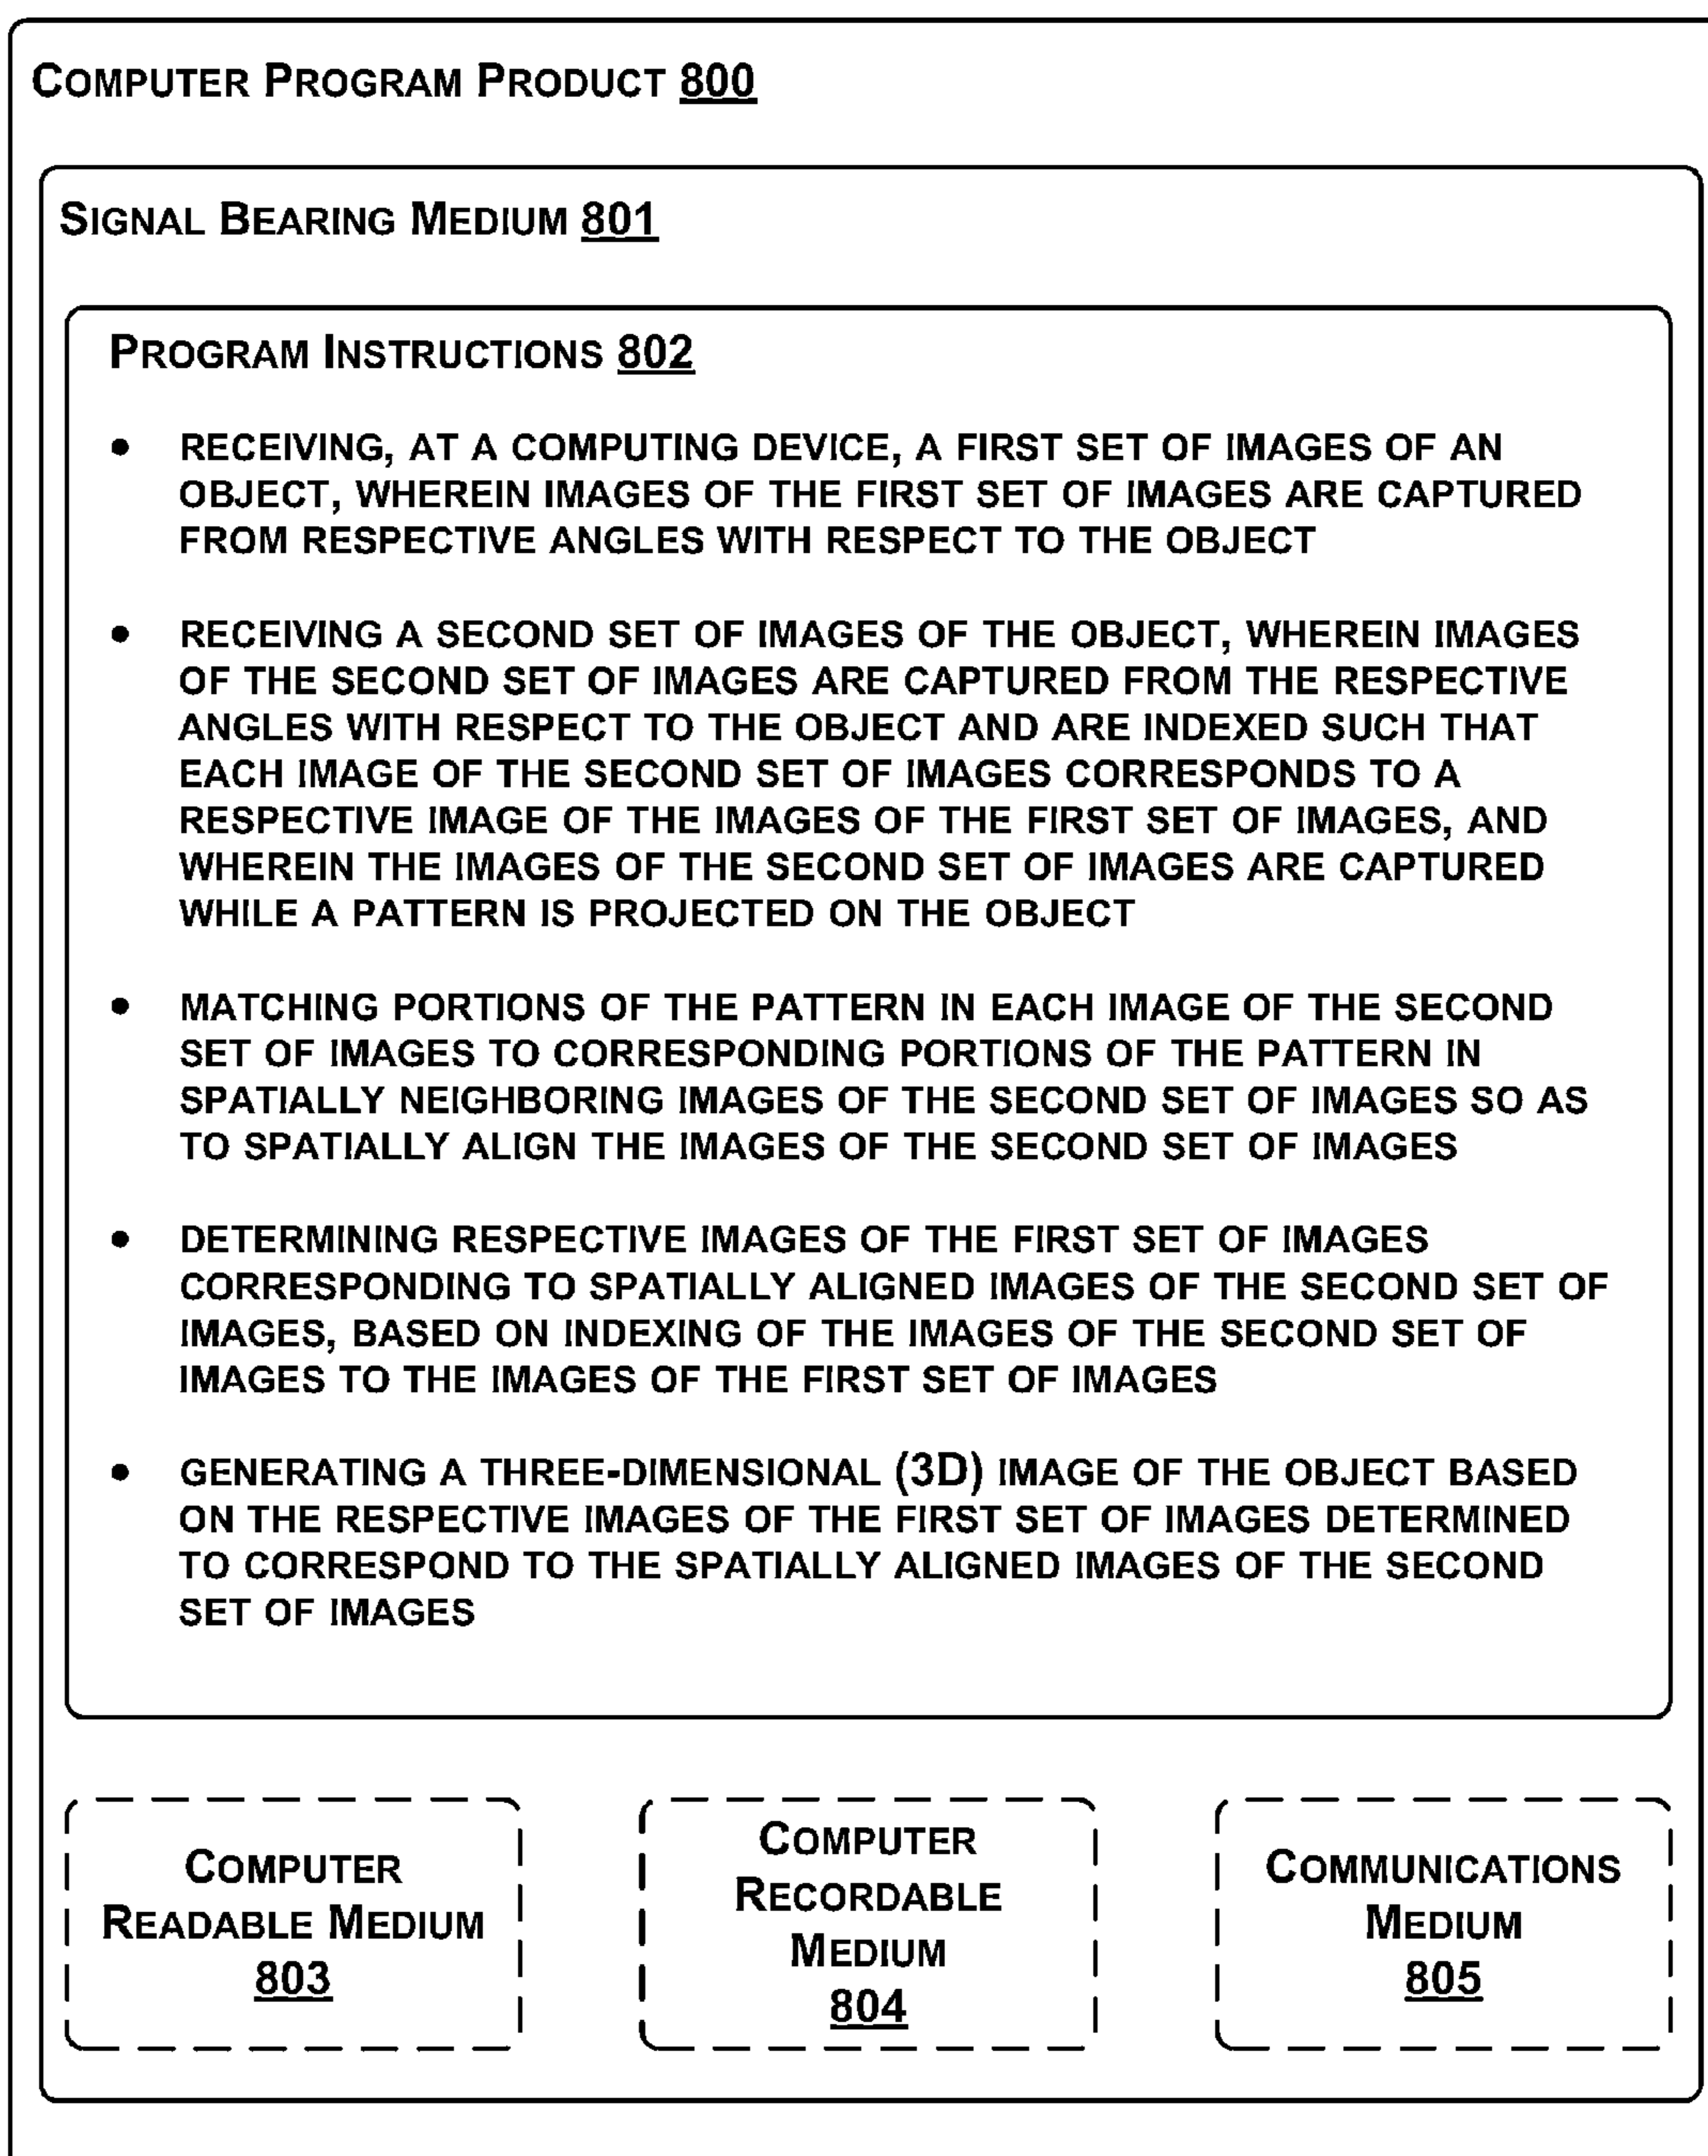 COMPUTER PROGRAM PRODUCT 800
SIGNAL BEARING MEDIUM 801
PROGRAM INSTRUCTIONS 802
• RECEIVING, AT A COMPUTING DEVICE, A FIRST SET OF IMAGES OF AN
OBJECT, WHEREIN IMAGES OF THE FIRST SET OF IMAGES ARE CAPTURED
FROM RESPECTIVE ANGLES WITH RESPECT TO THE OBJECT
• RECEIVING A SECOND SET OF IMAGES OF THE OBJECT, WHEREIN IMAGES
OF THE SECOND SET OF IMAGES ARE CAPTURED FROM THE RESPECTIVE
ANGLES WITH RESPECT TO THE OBJECT AND ARE INDEXED SUCH THAT
EACH IMAGE OF THE SECOND SET OF IMAGES CORRESPONDS TO A
RESPECTIVE IMAGE OF THE IMAGES OF THE FIRST SET OF IMAGES, AND
WHEREIN THE IMAGES OF THE SECOND SET OF IMAGES ARE CAPTURED
WHILE A PATTERN IS PROJECTED ON THE OBJECT
• MATCHING PORTIONS OF THE PATTERN IN EACH IMAGE OF THE SECOND
SET OF IMAGES TO CORRESPONDING PORTIONS OF THE PATTERN IN
SPATIALLY NEIGHBORING IMAGES OF THE SECOND SET OF IMAGES SO AS
TO SPATIALLY ALIGN THE IMAGES OF THE SECOND SET OF IMAGES
• DETERMINING RESPECTIVE IMAGES OF THE FIRST SET OF IMAGES
CORRESPONDING TO SPATIALLY ALIGNED IMAGES OF THE SECOND SET OF
IMAGES, BASED ON INDEXING OF THE IMAGES OF THE SECOND SET OF
IMAGES TO THE IMAGES OF THE FIRST SET OF IMAGES
• GENERATING A THREE-DIMENSIONAL (3D) IMAGE OF THE OBJECT BASED
ON THE RESPECTIVE IMAGES OF THE FIRST SET OF IMAGES DETERMINED
TO CORRESPOND TO THE SPATIALLY ALIGNED IMAGES OF THE SECOND
SET OF IMAGES
COMPUTER
READABLE MEDIUM
803
COMPUTER
RECORDABLE
MEDIUM
804
COMMUNICATIONS
MEDIUM
805